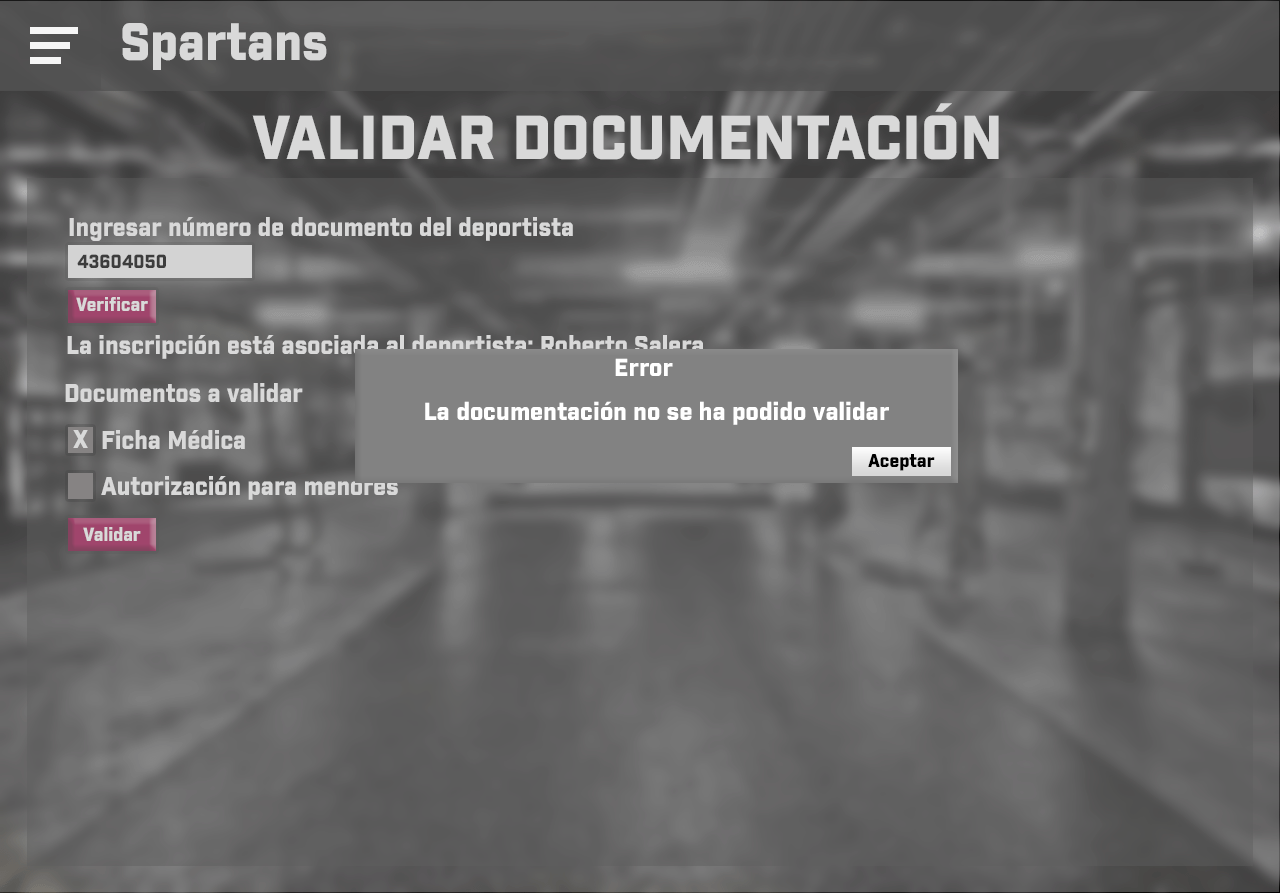 Spartans
VALIDAR DOCUMENTACIÓN
Ingresar número de documento del deportista
43604050
Verificar
La inscripción está asociada al deportista: Roberto Salera
Error
Documentos a validar
La documentación no se ha podido validar
X Ficha Médica
Aceptar
Autorización para menores
Validar